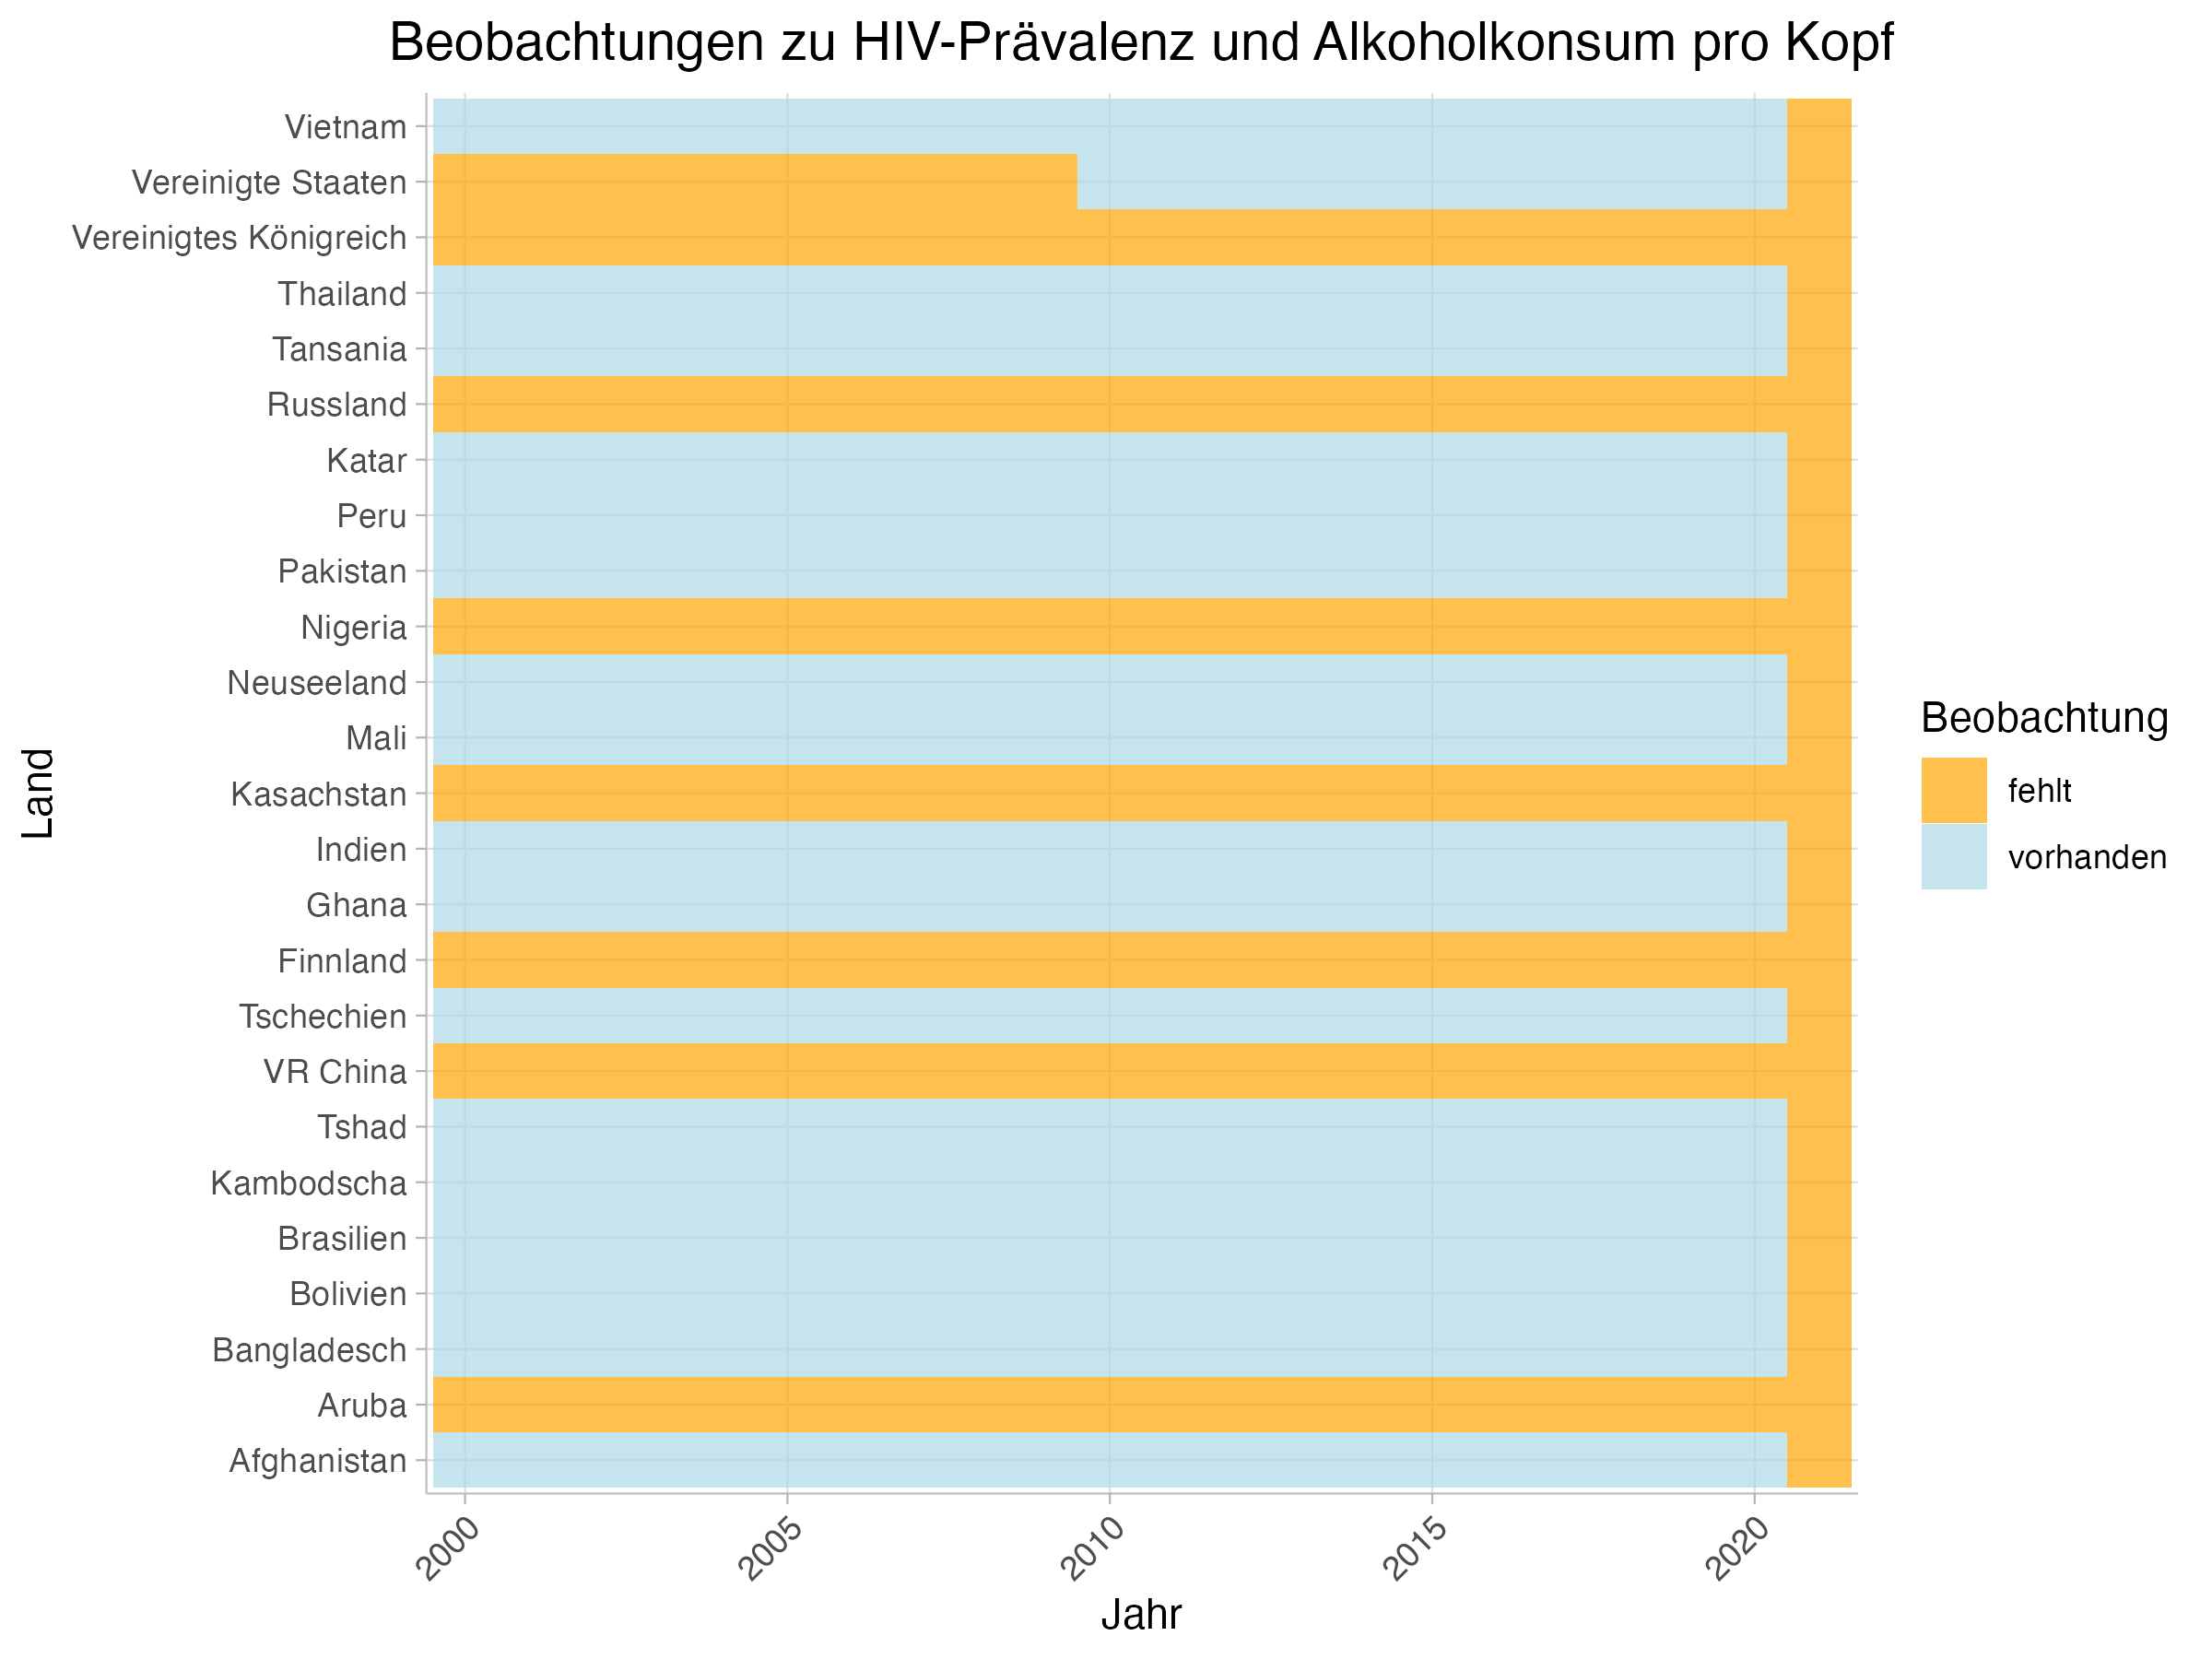 Beobachtungen zu HIV-Prävalenz und Alkoholkonsum pro Kopf
Land
Vietnam
Vereinigte Staaten
Vereinigtes Königreich
Thailand
Tansania
Russland
Katar
Peru
Pakistan
Nigeria
Neuseeland
Mali
Kasachstan
Indien
Ghana
Finnland
Tschechien
VR China
Tshad
Kambodscha
Brasilien
Bolivien
Bangladesch
Aruba
Afghanistan
2000
2005
2010
2015
2020
Jahr
Beobachtung
fehlt
vorhanden